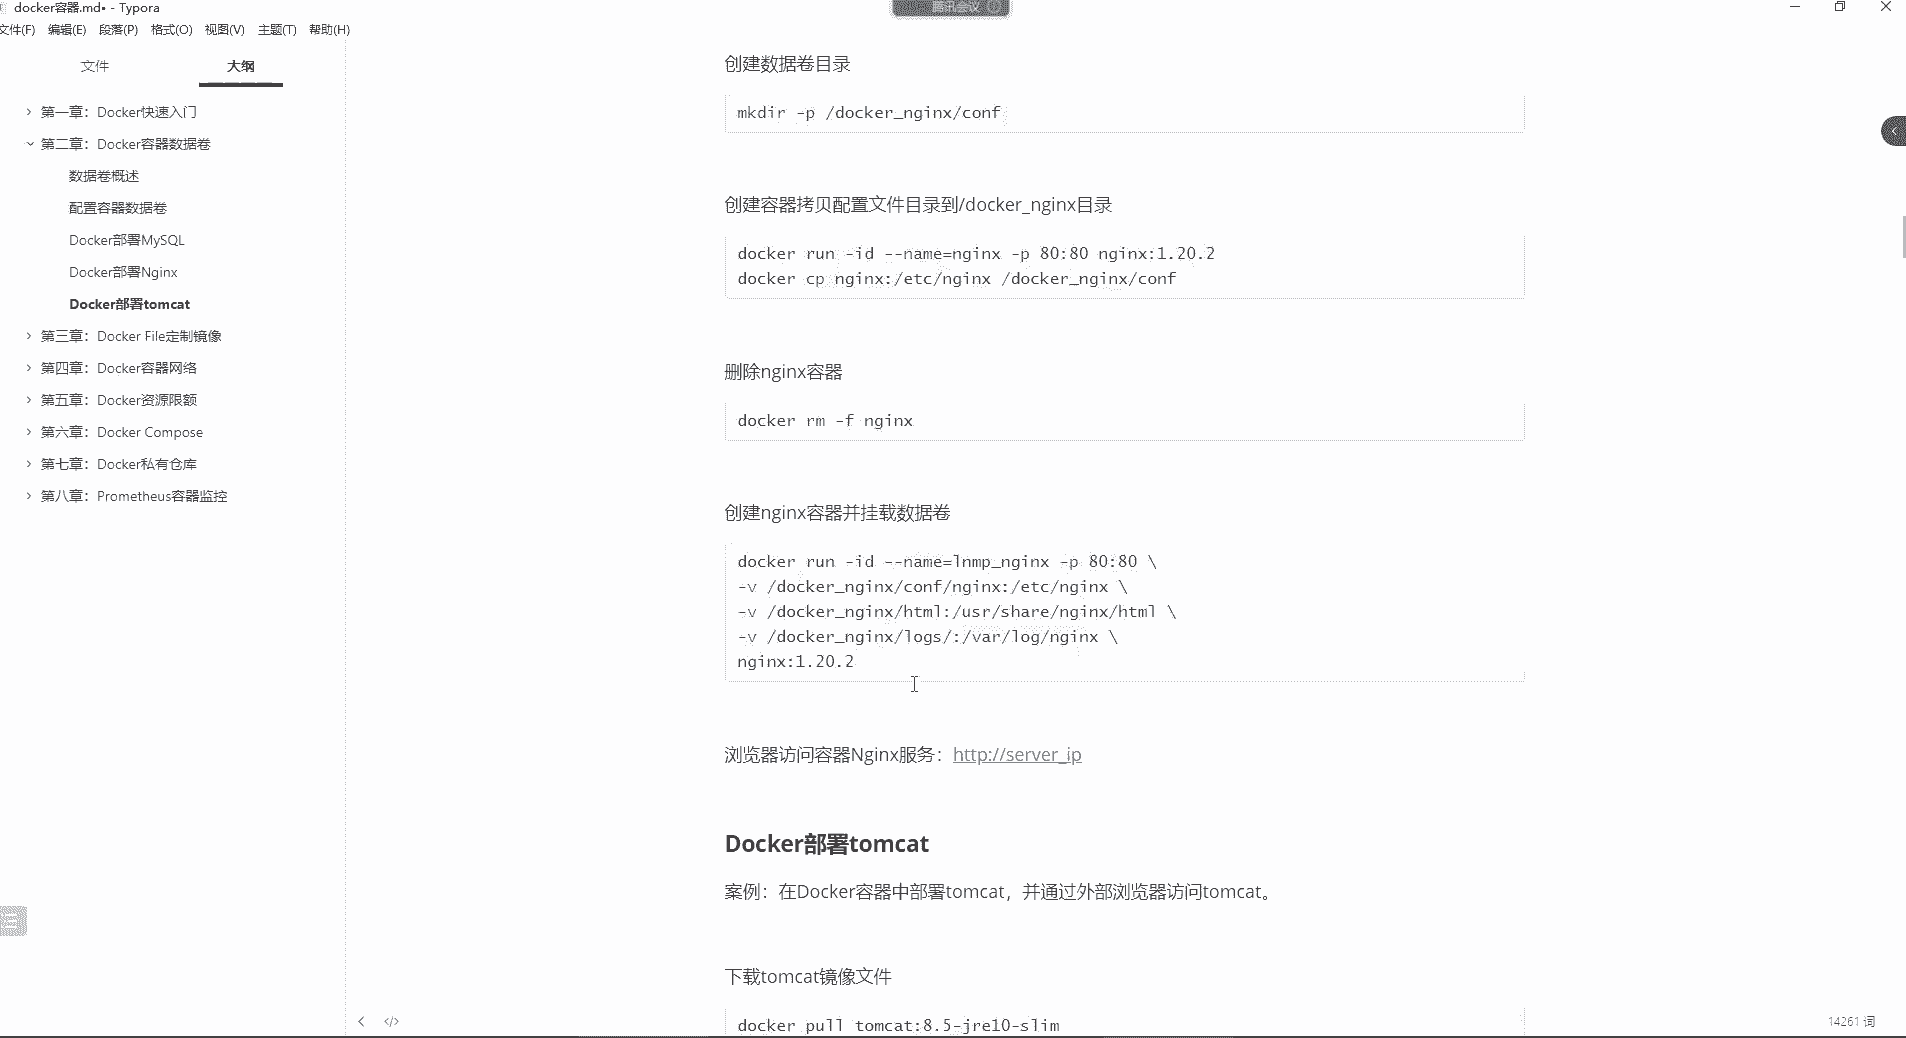 docker容器.md• - Typora
腾讯会议
文件(F) 编辑(E) 段落(P) 格式(O) 视图(V) 主题(T) 帮助(H)
文件 大纲
第一章：Docker快速入门
第二章：Docker容器数据卷
数据卷概述
配置容器数据卷
Docker部署MySQL
Docker部署Nginx
Docker部署tomcat
第三章：Docker File定制镜像
第四章：Docker容器网络
第五章：Docker资源限额
第六章：Docker Compose
第七章：Docker私有仓库
第八章：Prometheus容器监控
创建数据卷目录
mkdir -p /docker_nginx/conf
创建容器拷贝配置文件目录到/docker_nginx目录
docker run -id --name=nginx -p 80:80 nginx:1.20.2
docker cp nginx:/etc/nginx /docker_nginx/conf
删除nginx容器
docker rm -f nginx
创建nginx容器并挂载数据卷
docker run -id --name=lnmp_nginx -p 80:80 \
-v /docker_nginx/conf/nginx:/etc/nginx \
-v /docker_nginx/html:/usr/share/nginx/html \
-v /docker_nginx/logs/:/var/log/nginx \
nginx:1.20.2
浏览器访问容器Nginx服务：http://server_ip
Docker部署tomcat
案例：在Docker容器中部署tomcat，并通过外部浏览器访问tomcat。
下载tomcat镜像文件
docker pull tomcat:8.5-jre10-slim
14261 词